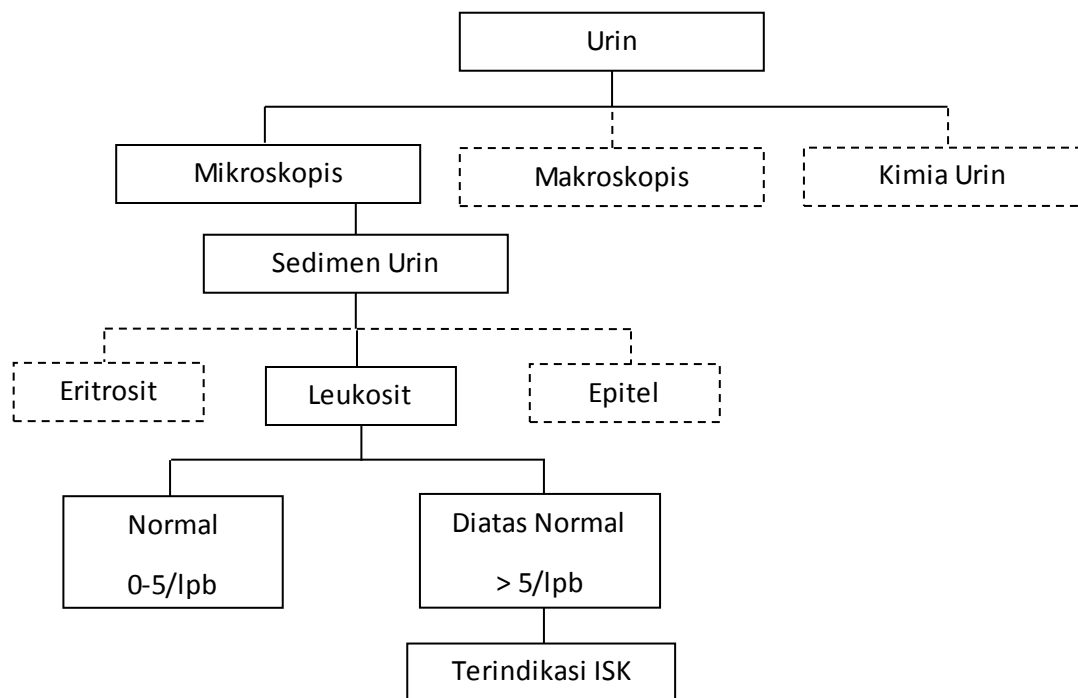 Urin
Mikroskopis
Makroskopis
Kimia Urin
Sedimen Urin
Eritrosit
Leukosit
Epitel
Normal
0-5/lpb
Diatas Normal
> 5/lpb
Terindikasi ISK